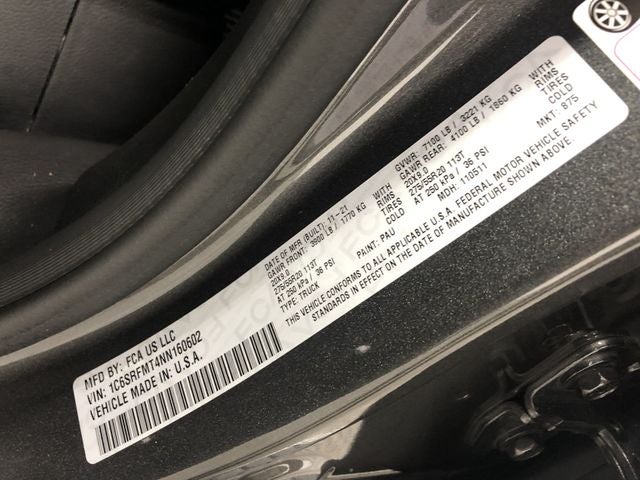 MFD BY: FCA US LLC
VIN: 1C6SRFMT4NN160602
VEHICLE MADE IN U.S.A.
DATE OF MFR (BUILT): 11-21
GAWR FRONT: 3900 LB / 1770 KG WITH
20X9.0 RIMS
275/55R20 113T TIRES
AT 250 kPa / 36 PSI COLD
TYPE: TRUCK PAINT: PAU
GVWR: 7100 LB / 3221 KG
GAWR REAR: 4100 LB / 1860 KG WITH
20X9.0 RIMS
275/55R20 113T TIRES
AT 250 kPa / 36 PSI COLD
MDH: 110511 MKT: 875
THIS VEHICLE CONFORMS TO ALL APPLICABLE U.S.A. FEDERAL MOTOR VEHICLE SAFETY
STANDARDS IN EFFECT ON THE DATE OF MANUFACTURE SHOWN ABOVE.